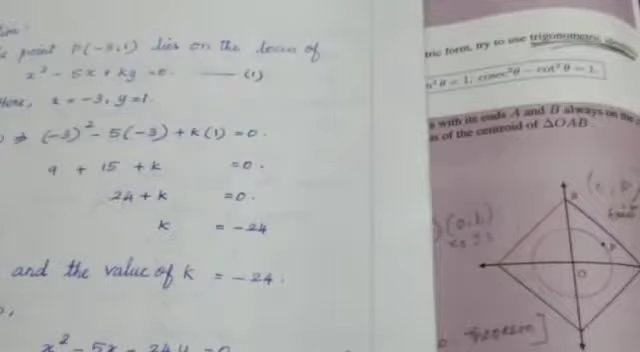 point P(-3,1) lies on the locus of
x² - 5x + ky = 0. —— (1)
Here, x = -3, y = 1.
⇒ (-3)² - 5(-3) + k(1) = 0.
9 + 15 + k = 0.
24 + k = 0.
k = -24
and the value of k = -24.
x² - 5x - 24y = 0
tric form, try to use trigonometric
θ = 1, cosec²θ - cot²θ = 1.
with its ends A and B always on the
of the centroid of ΔOAB
(0,b)
P
O
theorem]